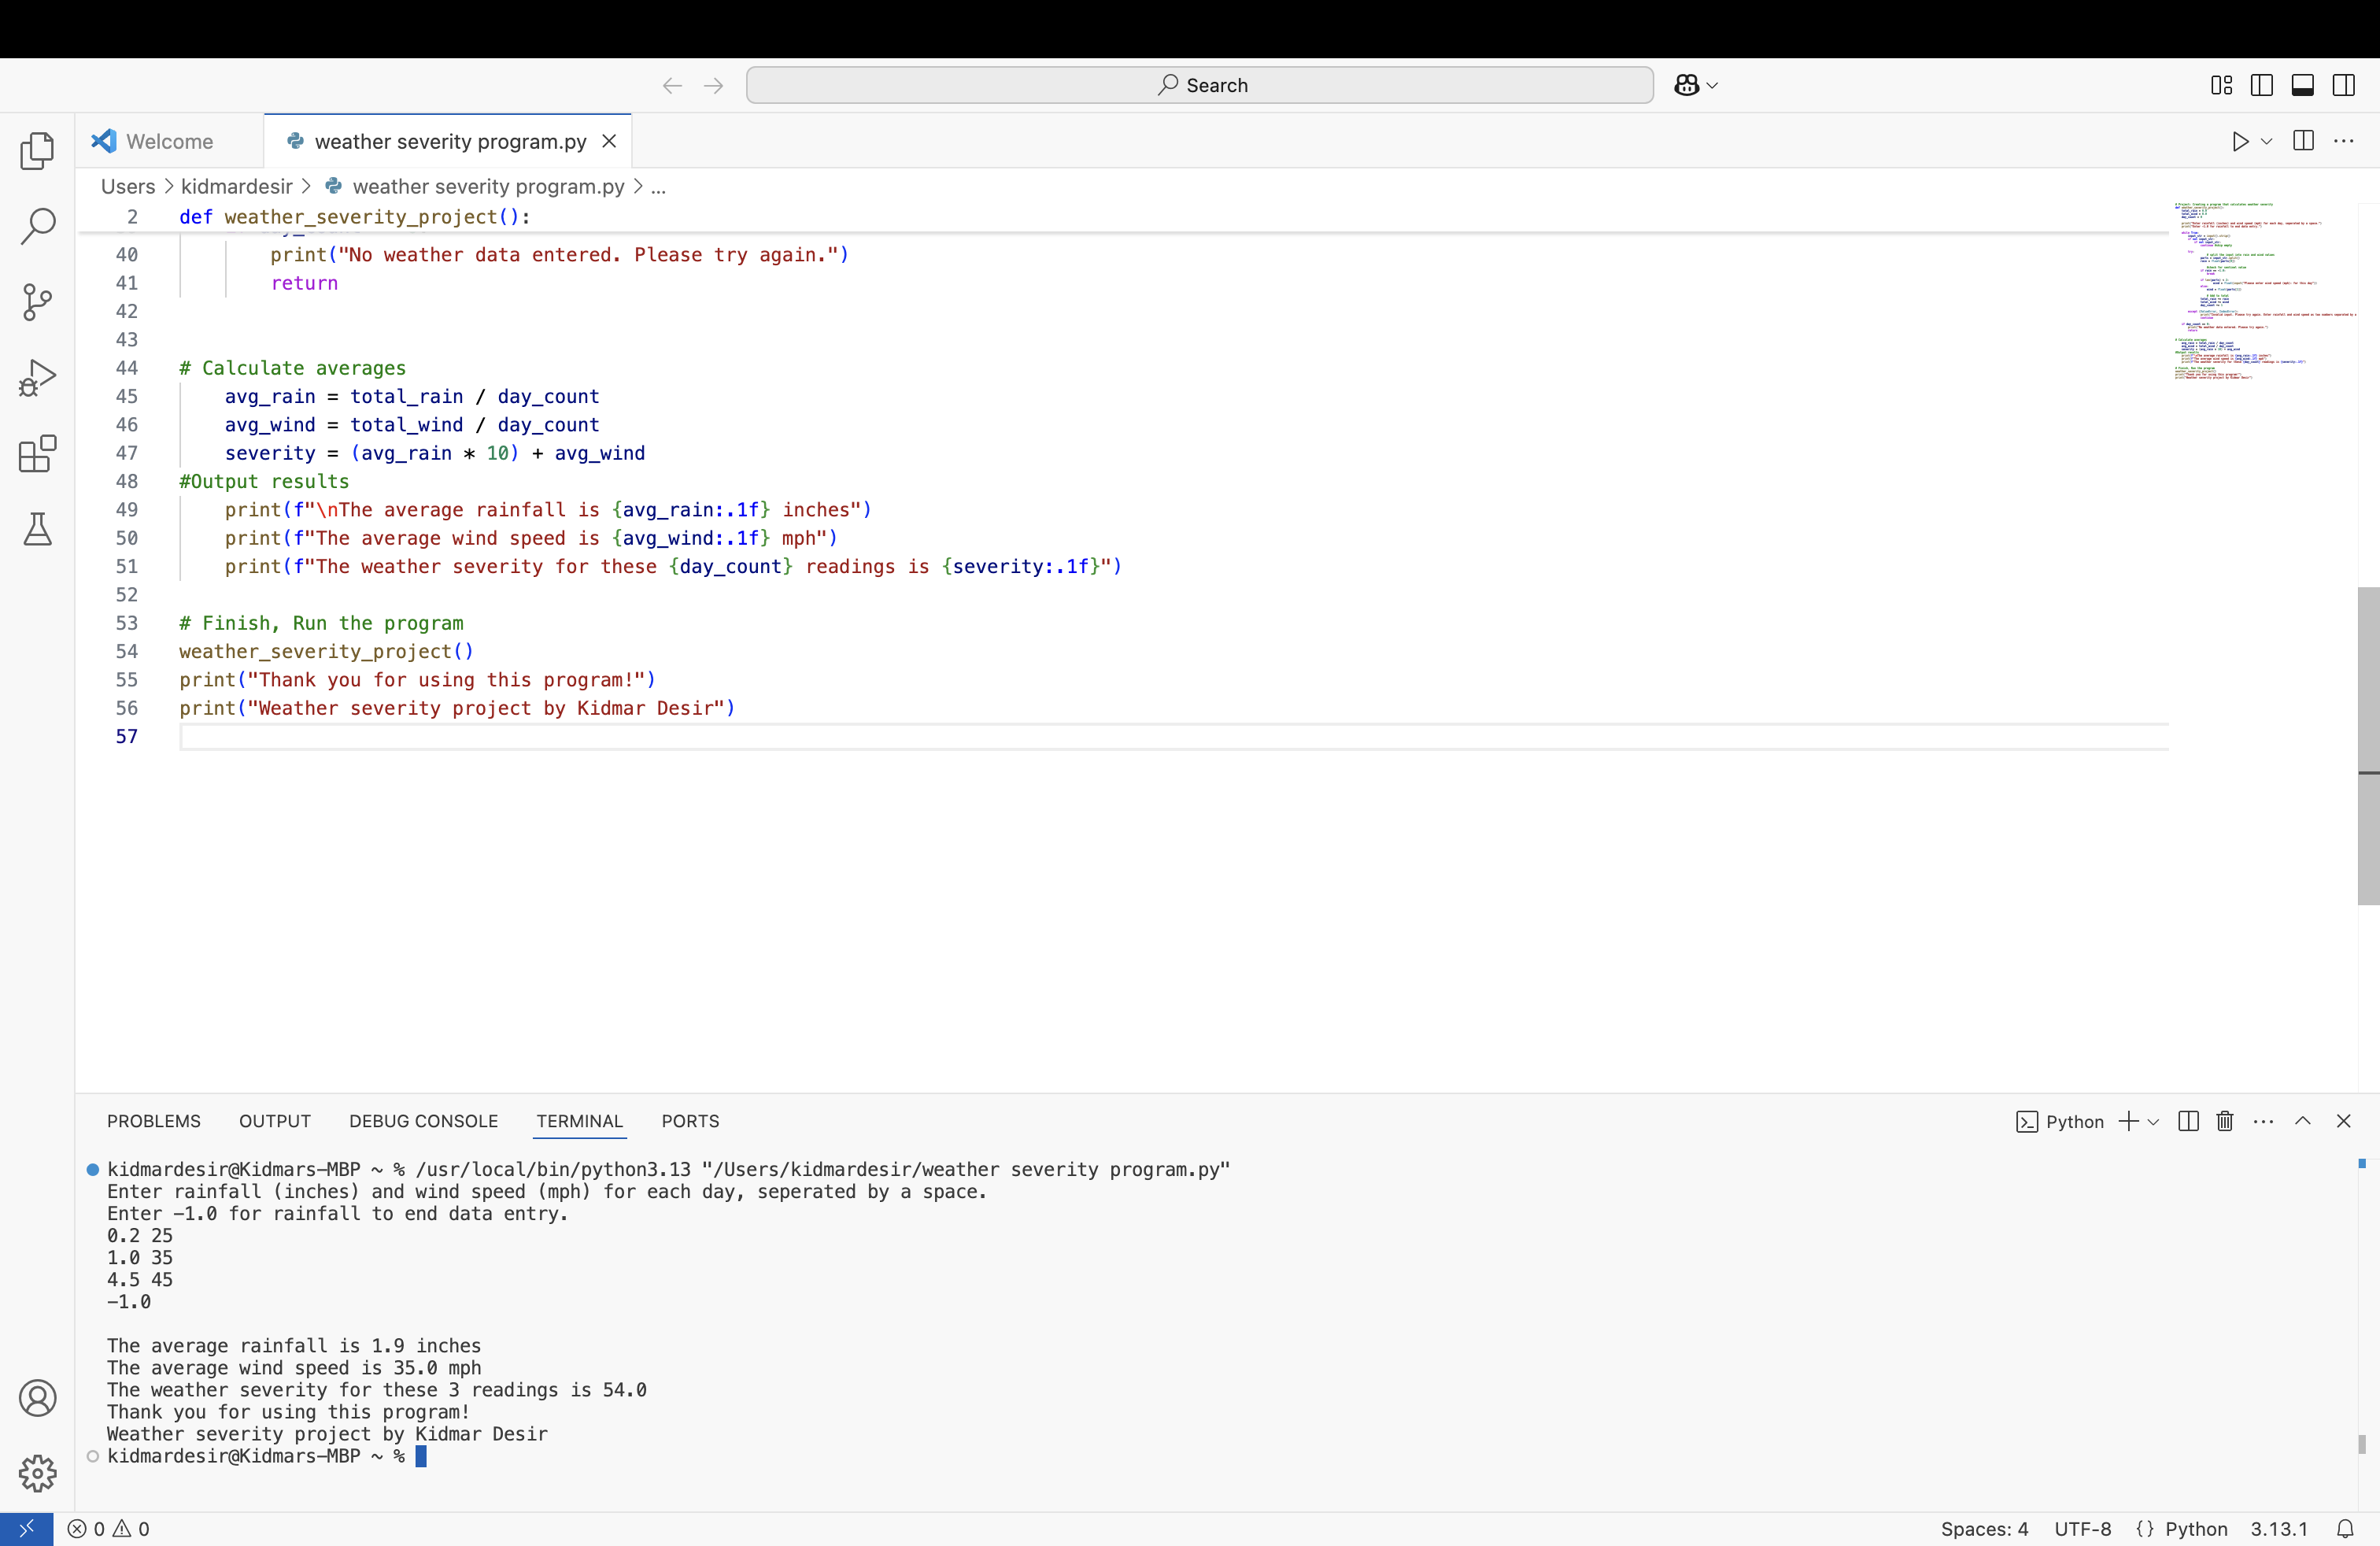 Search
Welcome
weather severity program.py
Users > kidmardesir > weather severity program.py > ...
2 def weather_severity_project():
40 print("No weather data entered. Please try again.")
41 return
42
43
44 # Calculate averages
45 avg_rain = total_rain / day_count
46 avg_wind = total_wind / day_count
47 severity = (avg_rain * 10) + avg_wind
48 #Output results
49 print(f"\nThe average rainfall is {avg_rain:.1f} inches")
50 print(f"The average wind speed is {avg_wind:.1f} mph")
51 print(f"The weather severity for these {day_count} readings is {severity:.1f}")
52
53 # Finish, Run the program
54 weather_severity_project()
55 print("Thank you for using this program!")
56 print("Weather severity project by Kidmar Desir")
57
PROBLEMS OUTPUT DEBUG CONSOLE TERMINAL PORTS
Python
kidmardesir@Kidmars-MBP ~ % /usr/local/bin/python3.13 "/Users/kidmardesir/weather severity program.py"
Enter rainfall (inches) and wind speed (mph) for each day, seperated by a space.
Enter -1.0 for rainfall to end data entry.
0.2 25
1.0 35
4.5 45
-1.0
The average rainfall is 1.9 inches
The average wind speed is 35.0 mph
The weather severity for these 3 readings is 54.0
Thank you for using this program!
Weather severity project by Kidmar Desir
kidmardesir@Kidmars-MBP ~ %
0 0
Spaces: 4 UTF-8 {} Python 3.13.1